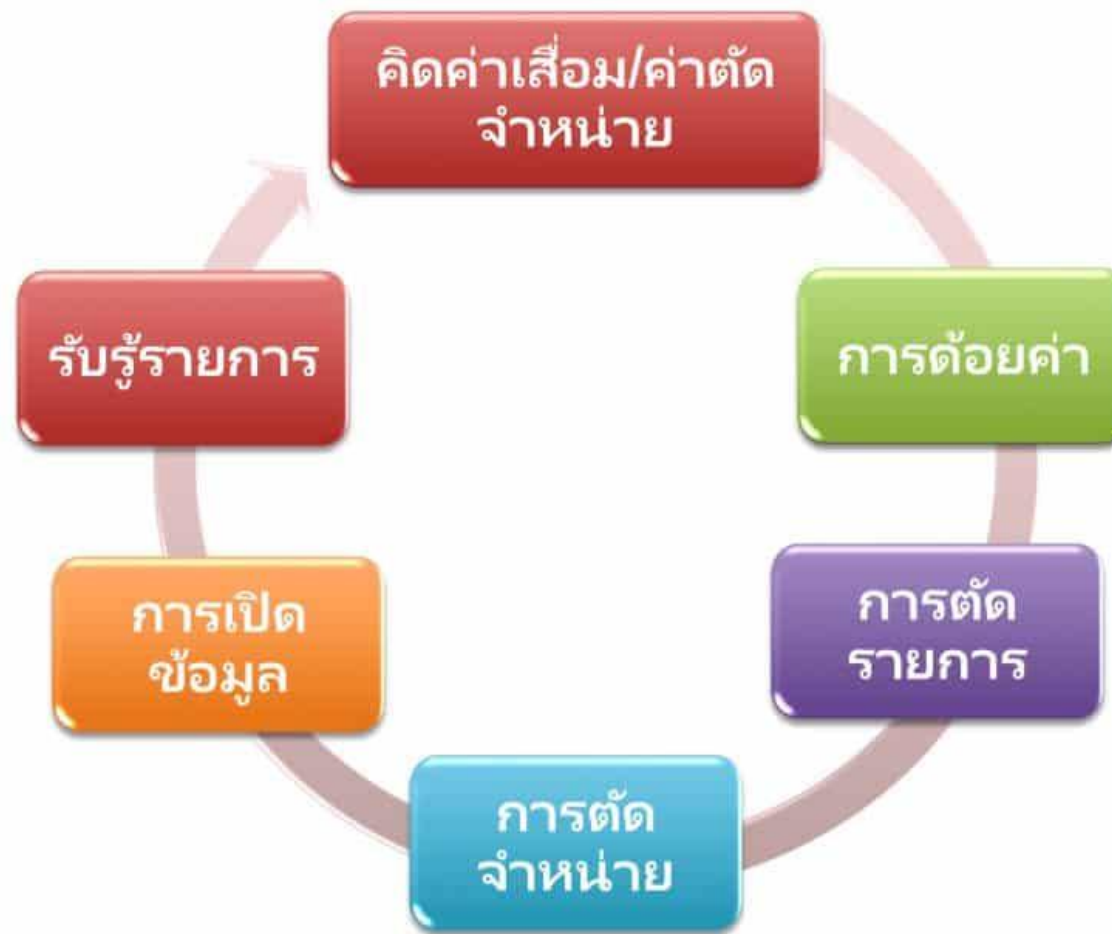 คิดค่าเสื่อม/ค่าตัด
จำหน่าย
การด้อยค่า
การตัด
รายการ
การตัด
จำหน่าย
การเปิด
ข้อมูล
รับรู้รายการ